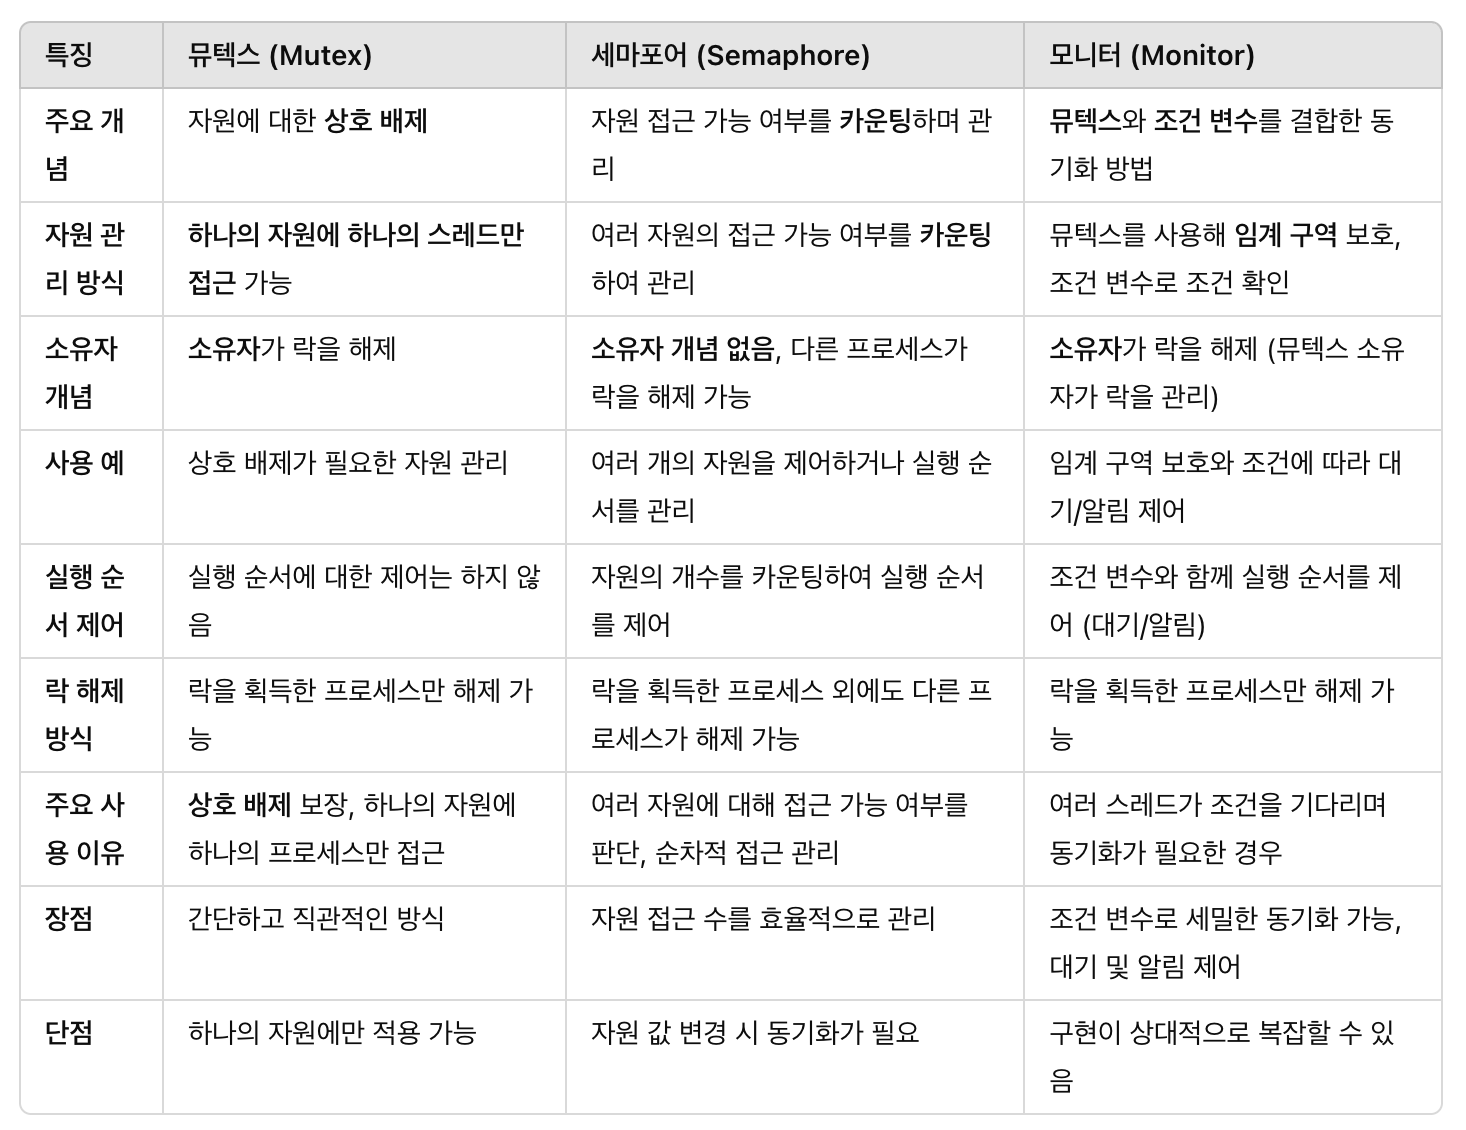 특징
뮤텍스 (Mutex)
세마포어 (Semaphore)
모니터 (Monitor)
주요 개
념
자원에 대한 상호 배제
자원 접근 가능 여부를 카운팅하며 관
리
뮤텍스와 조건 변수를 결합한 동
기화 방법
자원 관
리 방식
하나의 자원에 하나의 스레드만
접근 가능
여러 자원의 접근 가능 여부를 카운팅
하여 관리
뮤텍스를 사용해 임계 구역 보호,
조건 변수로 조건 확인
소유자
개념
소유자가 락을 해제
소유자 개념 없음, 다른 프로세스가
락을 해제 가능
소유자가 락을 해제 (뮤텍스 소유
자가 락을 관리)
사용 예
상호 배제가 필요한 자원 관리
여러 개의 자원을 제어하거나 실행 순
서를 관리
임계 구역 보호와 조건에 따라 대
기/알림 제어
실행 순
서 제어
실행 순서에 대한 제어는 하지 않
음
자원의 개수를 카운팅하여 실행 순서
를 제어
조건 변수와 함께 실행 순서를 제
어 (대기/알림)
락 해제
방식
락을 획득한 프로세스만 해제 가
능
락을 획득한 프로세스 외에도 다른 프
로세스가 해제 가능
락을 획득한 프로세스만 해제 가
능
주요 사
용 이유
상호 배제 보장, 하나의 자원에
하나의 프로세스만 접근
여러 자원에 대해 접근 가능 여부를
판단, 순차적 접근 관리
여러 스레드가 조건을 기다리며
동기화가 필요한 경우
장점
간단하고 직관적인 방식
자원 접근 수를 효율적으로 관리
조건 변수로 세밀한 동기화 가능,
대기 및 알림 제어
단점
하나의 자원에만 적용 가능
자원 값 변경 시 동기화가 필요
구현이 상대적으로 복잡할 수 있
음